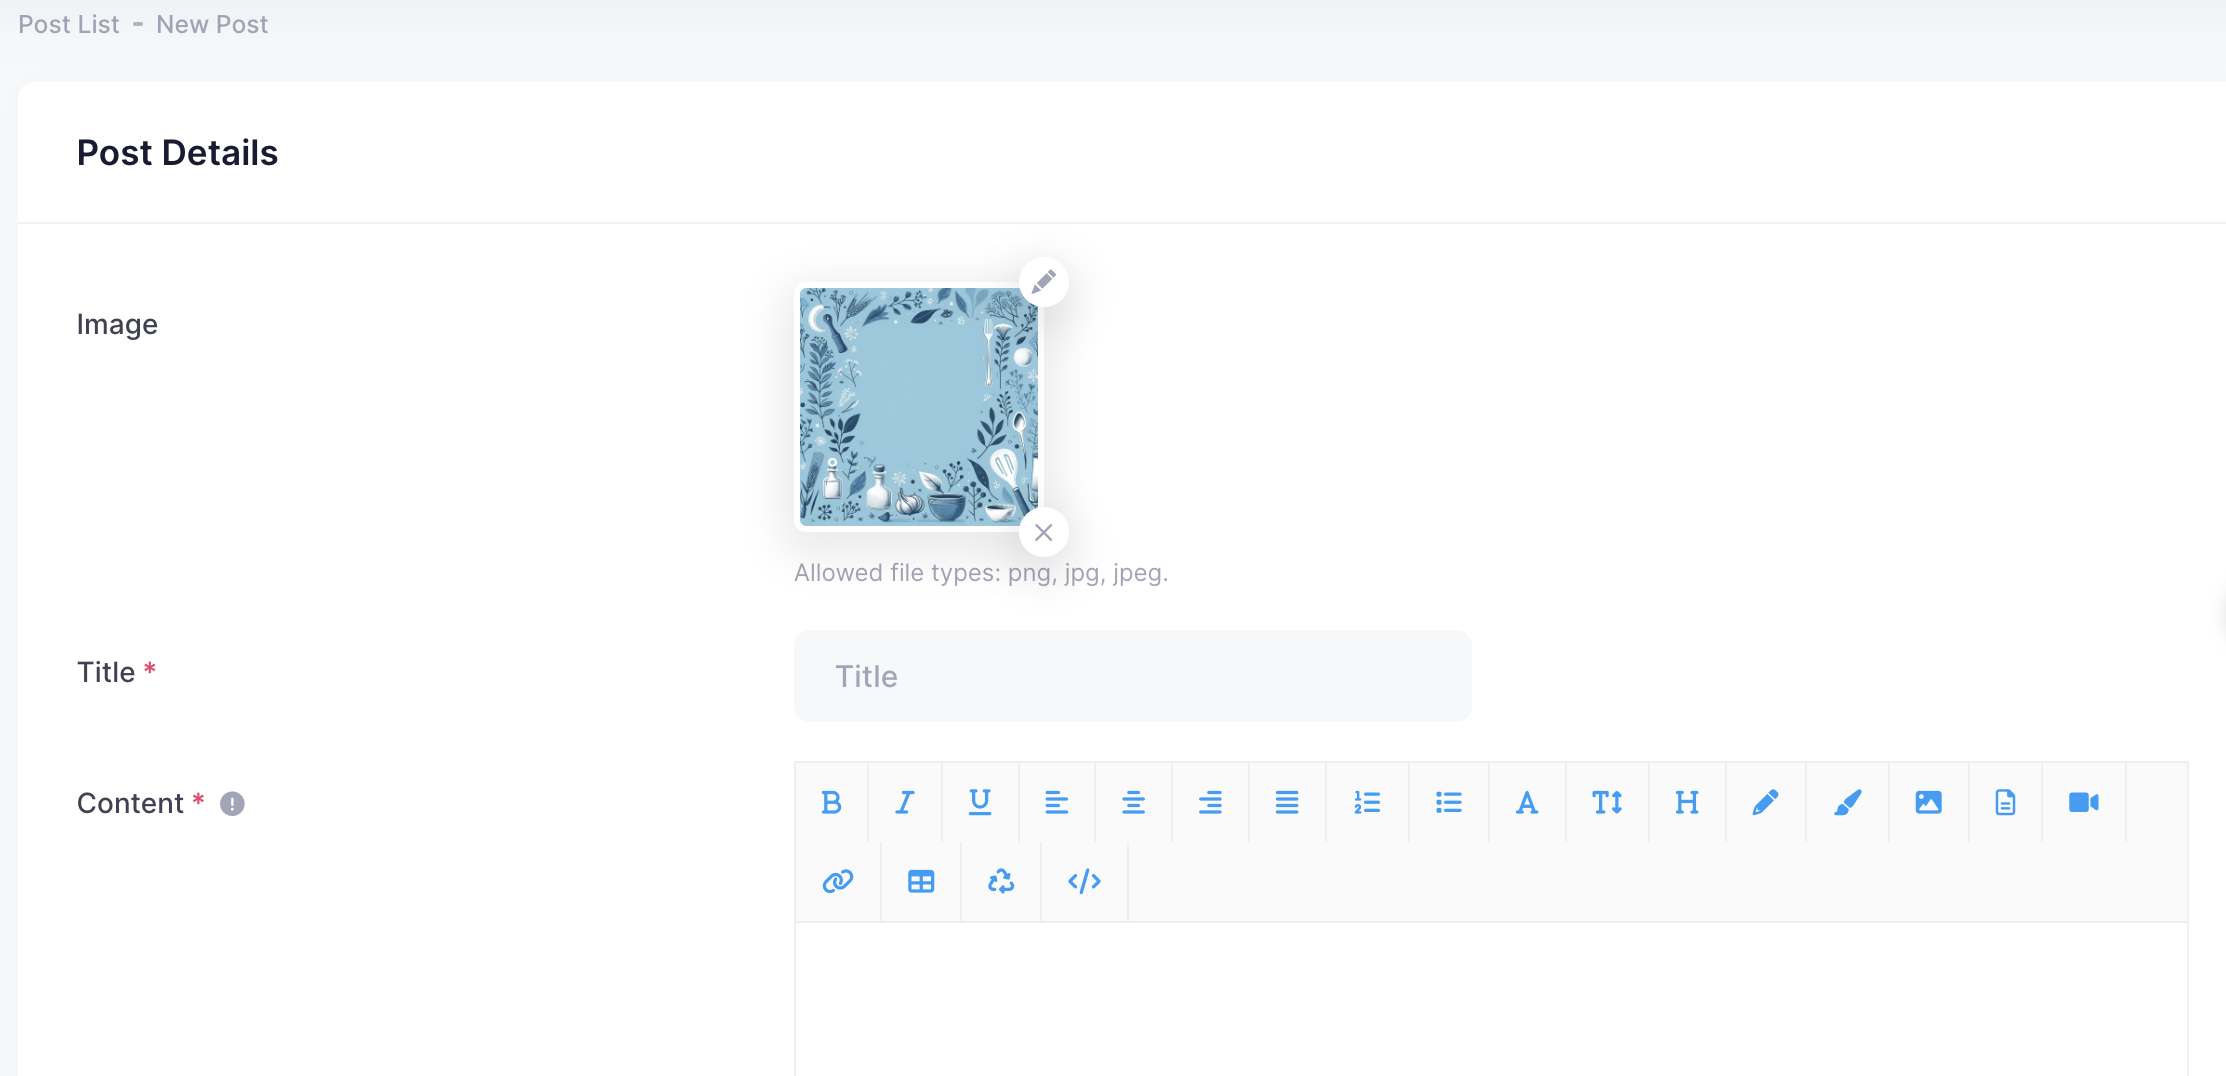 Post List - New Post
Post Details
Image
Allowed file types: png, jpg, jpeg.
Title *
Title
Content *